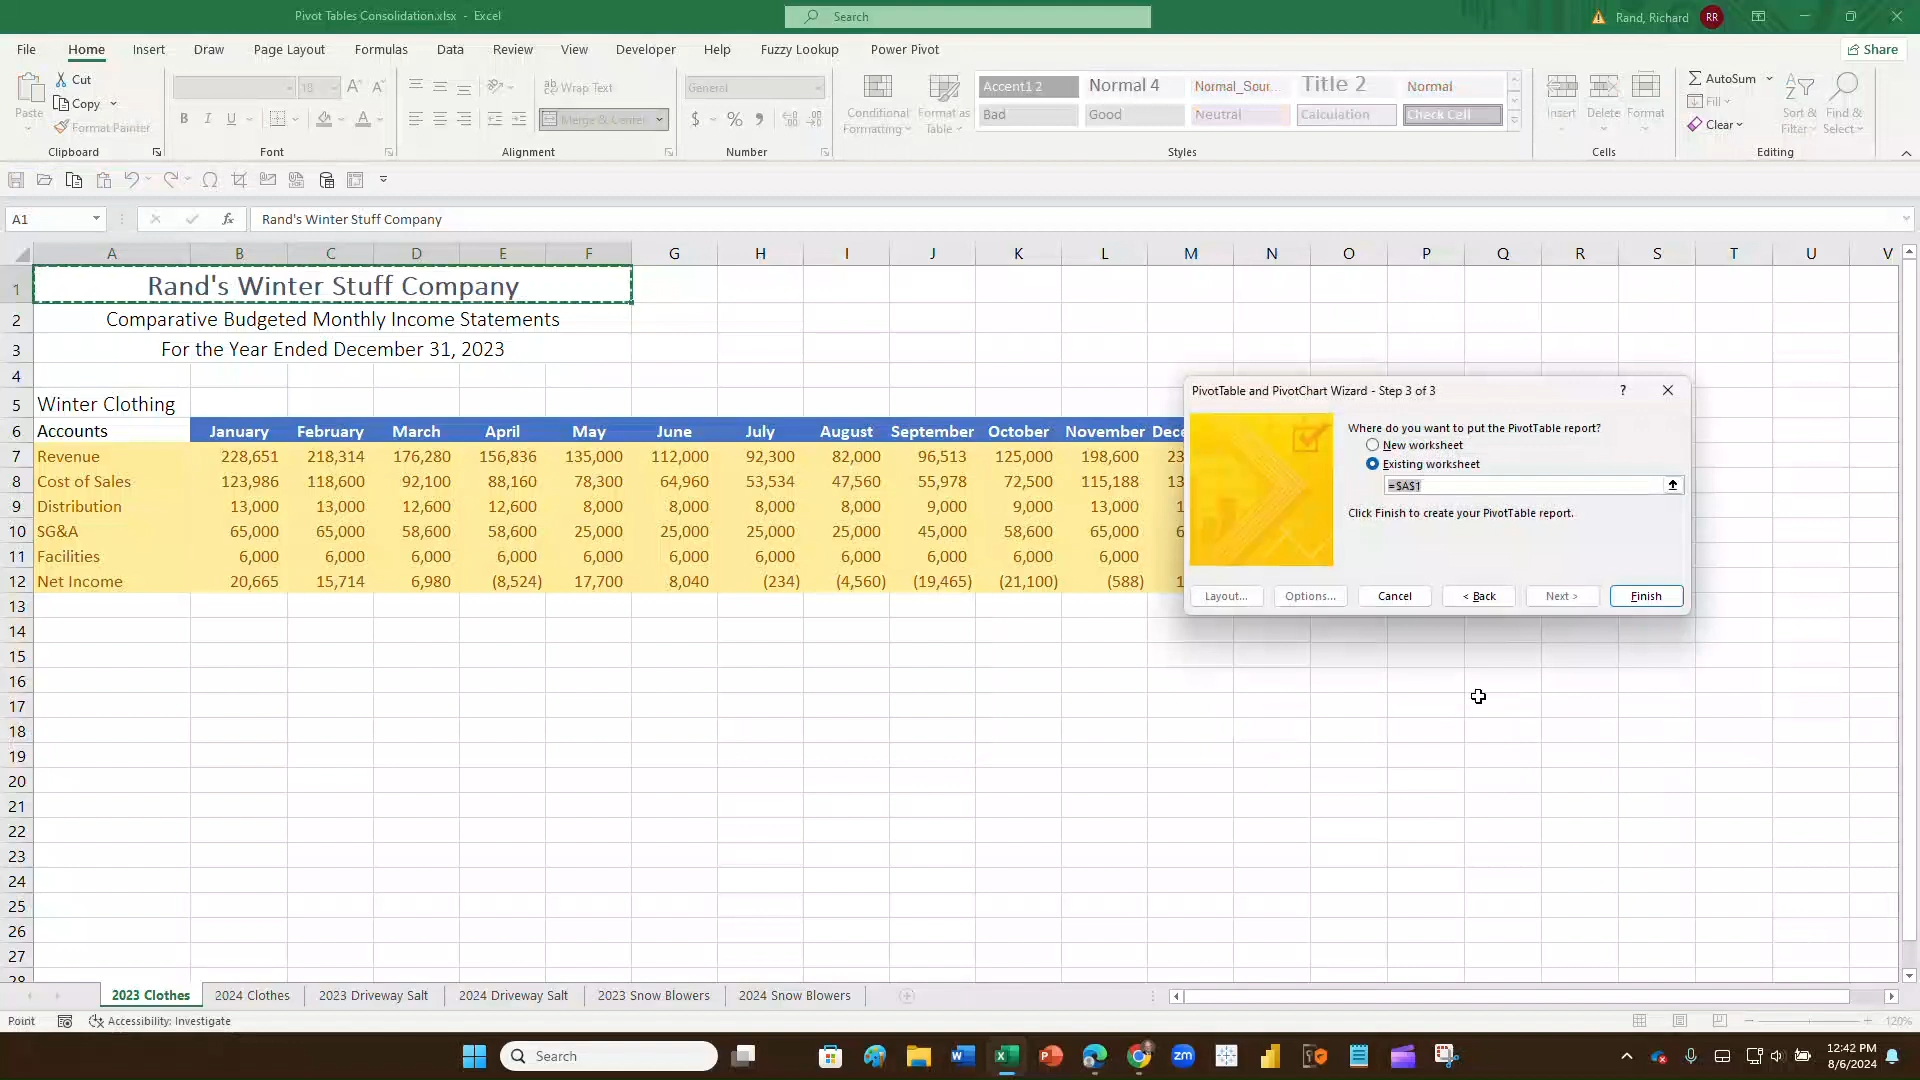 Pivot Tables Consolidation.xlsx - Excel
Search
Rand, Richard
RR
File Home Insert Draw Page Layout Formulas Data Review View Developer Help Fuzzy Lookup Power Pivot
Share
Paste
Cut
Copy
Format Painter
Clipboard
18
Font
Wrap Text
Merge & Center
Alignment
General
Number
Conditional Formatting
Format as Table
Accent1 2 Normal 4 Normal_Sour... Title 2 Normal
Bad Good Neutral Calculation Check Cell
Styles
Insert Delete Format
Cells
AutoSum
Fill
Clear
Sort & Filter
Find & Select
Editing
A1
fx
Rand's Winter Stuff Company
A B C D E F G H I J K L M N O P Q R S T U V
1 Rand's Winter Stuff Company
2 Comparative Budgeted Monthly Income Statements
3 For the Year Ended December 31, 2023
4
5 Winter Clothing
6 Accounts January February March April May June July August September October November Dece
7 Revenue 228,651 218,314 176,280 156,836 135,000 112,000 92,300 82,000 96,513 125,000 198,600 23
8 Cost of Sales 123,986 118,600 92,100 88,160 78,300 64,960 53,534 47,560 55,978 72,500 115,188 13
9 Distribution 13,000 13,000 12,600 12,600 8,000 8,000 8,000 8,000 9,000 9,000 13,000 1
10 SG&A 65,000 65,000 58,600 58,600 25,000 25,000 25,000 25,000 45,000 58,600 65,000 6
11 Facilities 6,000 6,000 6,000 6,000 6,000 6,000 6,000 6,000 6,000 6,000 6,000
12 Net Income 20,665 15,714 6,980 (8,524) 17,700 8,040 (234) (4,560) (19,465) (21,100) (588) 1
13
14
15
16
17
18
19
20
21
22
23
24
25
26
27
28
PivotTable and PivotChart Wizard - Step 3 of 3
?
Where do you want to put the PivotTable report?
New worksheet
Existing worksheet
=$A$1
Click Finish to create your PivotTable report.
Layout... Options... Cancel < Back Next > Finish
2023 Clothes 2024 Clothes 2023 Driveway Salt 2024 Driveway Salt 2023 Snow Blowers 2024 Snow Blowers
Point
Accessibility: Investigate
120%
Search
zm
12:42 PM
8/6/2024